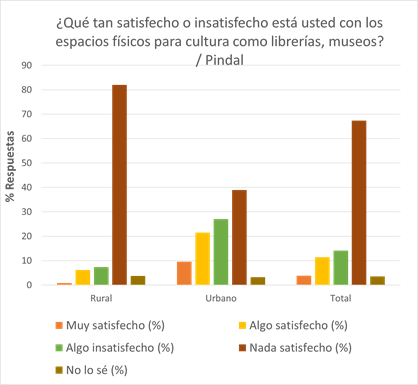 ¿Qué tan satisfecho o insatisfecho está usted con los
espacios físicos para cultura como librerías, museos?
/ Pindal
% Respuestas
90
80
70
60
50
40
30
20
10
0
Rural
Urbano
Total
Muy satisfecho (%)
Algo satisfecho (%)
Algo insatisfecho (%)
Nada satisfecho (%)
No lo sé (%)